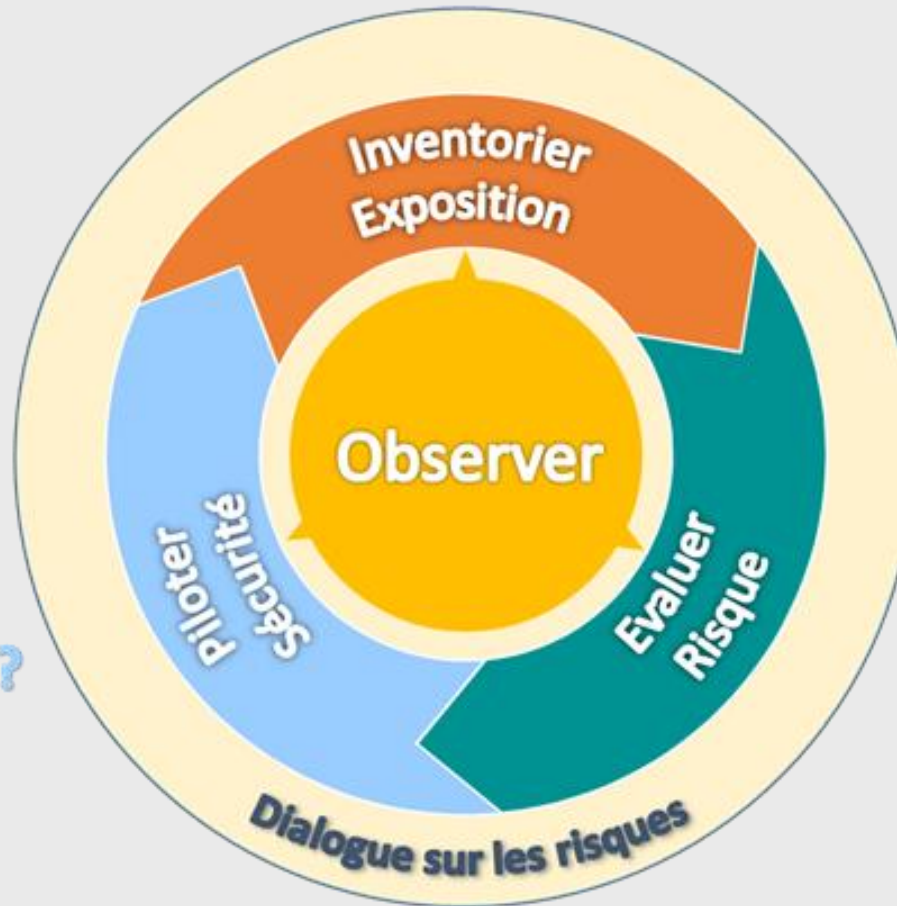 Inventorier
Exposition
Observer
Evaluer
Risque
Piloter
Sécurité
?
Dialogue sur les risques